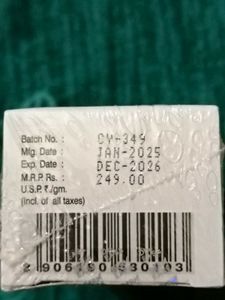 Batch No. : CY-349
Mfg. Date : JAN-2025
Exp. Date : DEC-2026
M.R.P. Rs. : 249.00
U.S.P. ₹./gm.
(incl. of all taxes)